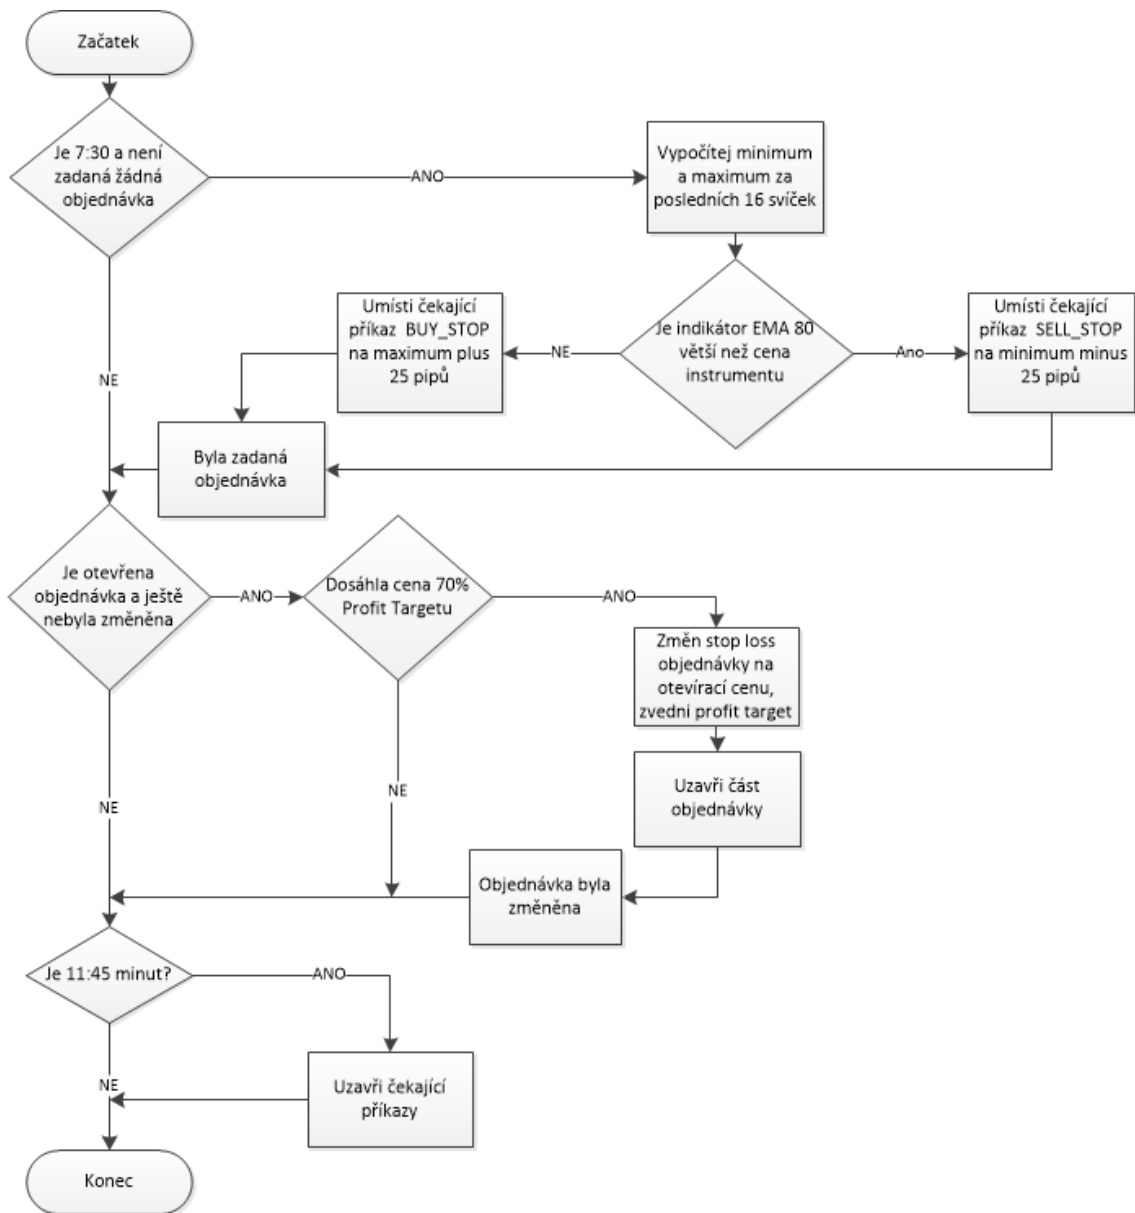 Začatek
Je 7:30 a není
zadaná žádná
objednávka
ANO
Vypočítej minimum
a maximum za
posledních 16 svíček
NE
Umísti čekající
příkaz  BUY_STOP
na maximum plus
25 pipů
NE
Je indikátor EMA 80
větší než cena
instrumentu
Ano
Umísti čekající
příkaz  SELL_STOP
na minimum minus
25 pipů
Byla zadaná
objednávka
Je otevřena
objednávka a ještě
nebyla změněna
ANO
Dosáhla cena 70%
Profit Targetu
ANO
Změn stop loss
objednávky na
otevírací cenu,
zvedni profit target
NE
NE
Uzavři část
objednávky
Objednávka byla
změněna
Je 11:45 minut?
ANO
NE
Uzavři čekající
příkazy
Konec